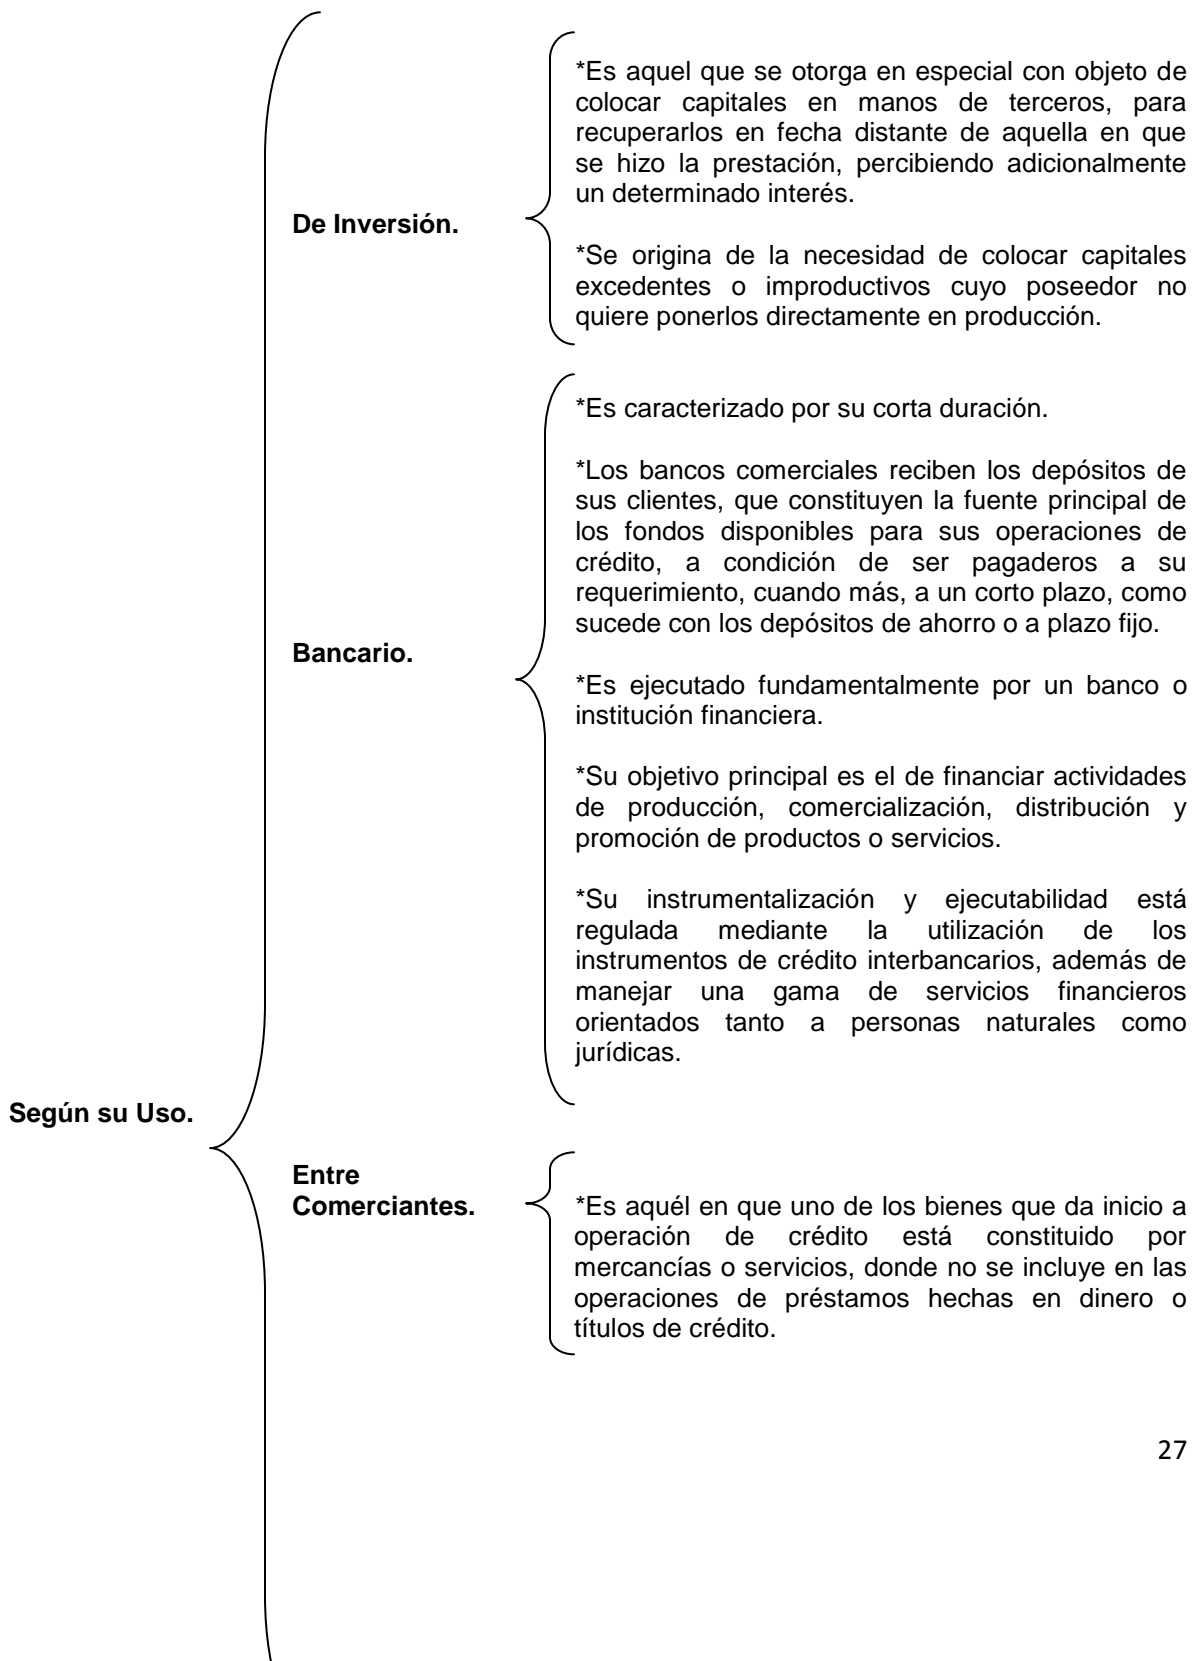 *Es aquel que se otorga en especial con objeto de
colocar capitales en manos de terceros, para
recuperarlos en fecha distante de aquella en que
se hizo la prestación, percibiendo adicionalmente
un determinado interés.
De Inversión.
*Se origina de la necesidad de colocar capitales
excedentes o improductivos cuyo poseedor no
quiere ponerlos directamente en producción.
*Es caracterizado por su corta duración.
*Los bancos comerciales reciben los depósitos de
sus clientes, que constituyen la fuente principal de
los fondos disponibles para sus operaciones de
crédito, a condición de ser pagaderos a su
requerimiento, cuando más, a un corto plazo, como
sucede con los depósitos de ahorro o a plazo fijo.
Bancario.
*Es ejecutado fundamentalmente por un banco o
institución financiera.
*Su objetivo principal es el de financiar actividades
de producción, comercialización, distribución y
promoción de productos o servicios.
*Su instrumentalización y ejecutabilidad está
regulada mediante la utilización de los
instrumentos de crédito interbancarios, además de
manejar una gama de servicios financieros
orientados tanto a personas naturales como
jurídicas.
Según su Uso.
Entre
Comerciantes.
*Es aquél en que uno de los bienes que da inicio a
operación de crédito está constituido por
mercancías o servicios, donde no se incluye en las
operaciones de préstamos hechas en dinero o
títulos de crédito.
27